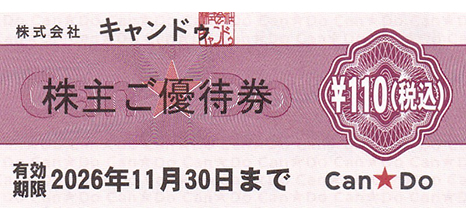 株式会社 キャンドゥ
株主ご優待券
¥110(税込)
有効期限 2026年11月30日まで
Can★Do